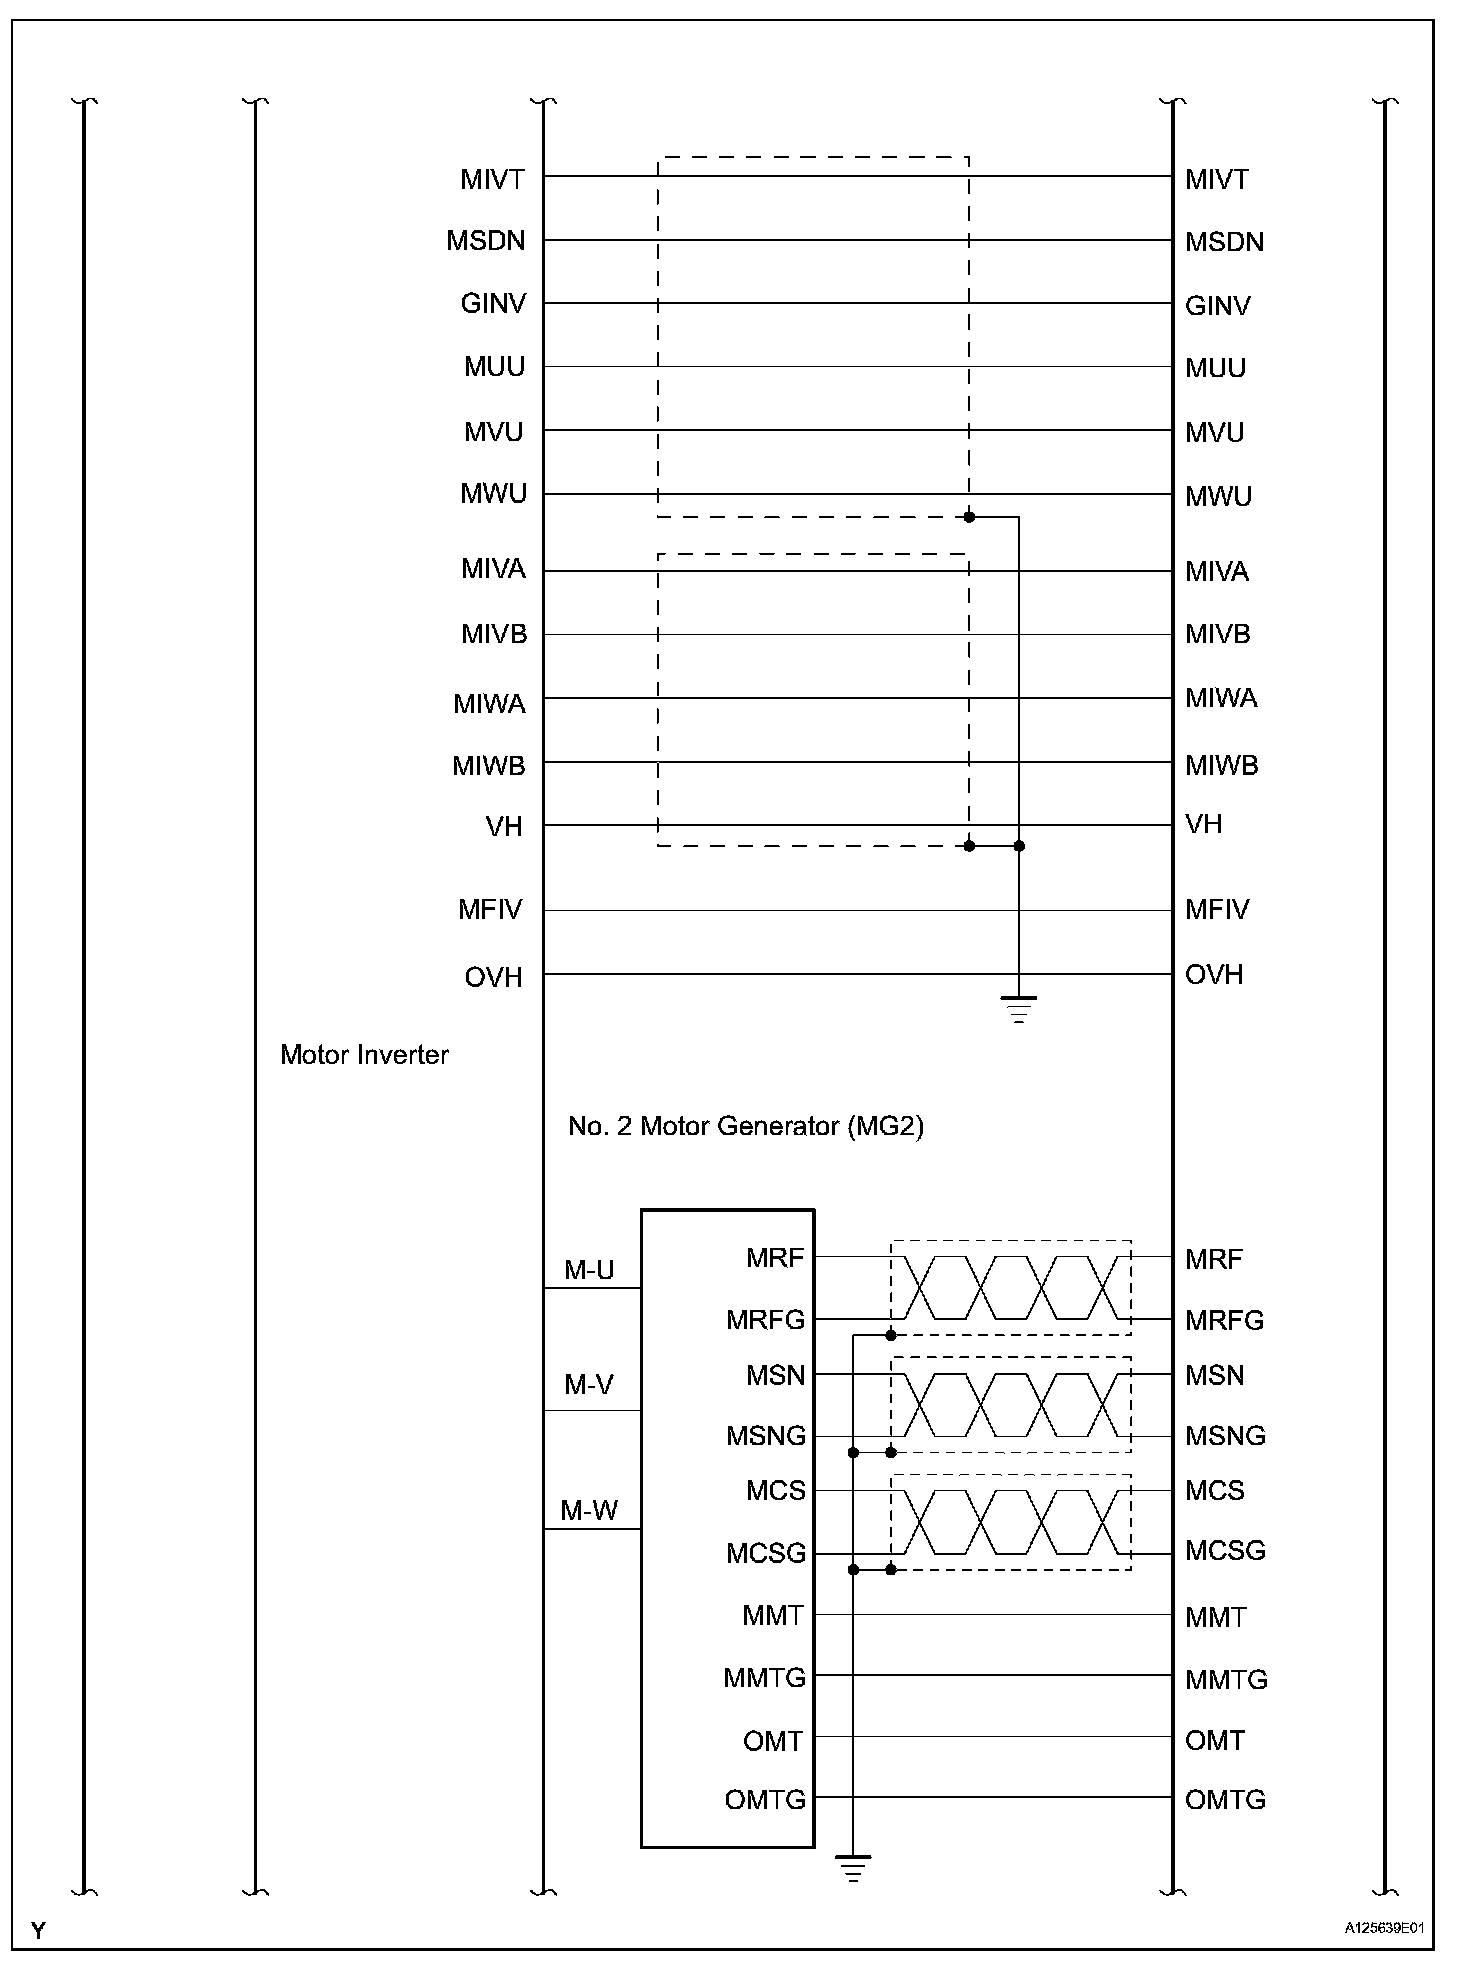 MIVT MIVT
MSDN MSDN
GINV GINV
MUU MUU
MVU MVU
MWU MWU
MIVA MIVA
MIVB MIVB
MIWA MIWA
MIWB MIWB
VH VH
MFIV MFIV
OVH OVH
Motor Inverter
No. 2 Motor Generator (MG2)
MRF MRF
M-U
MRFG MRFG
MSN MSN
M-V
MSNG MSNG
MCS MCS
M-W
MCSG MCSG
MMT MMT
MMTG MMTG
OMT OMT
OMTG OMTG
Y A125639E01